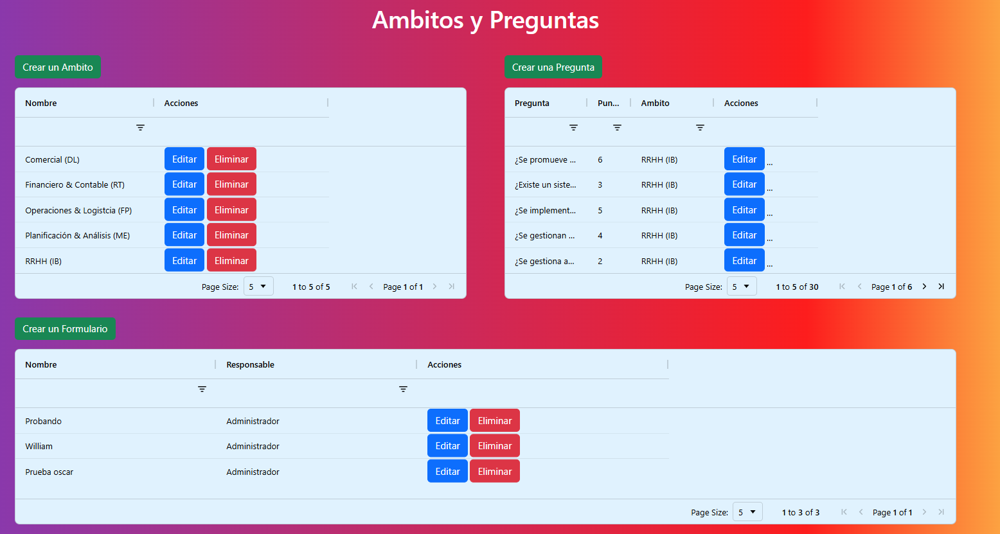 Ambitos y Preguntas
Crear un Ambito
Nombre Acciones
Comercial (DL) Editar Eliminar
Financiero & Contable (RT) Editar Eliminar
Operaciones & Logistcia (FP) Editar Eliminar
Planificación & Análisis (ME) Editar Eliminar
RRHH (IB) Editar Eliminar
Page Size: 5 1 to 5 of 5 Page 1 of 1
Crear una Pregunta
Pregunta Pun... Ambito Acciones
¿Se promueve ... 6 RRHH (IB) Editar ...
¿Existe un siste... 3 RRHH (IB) Editar ...
¿Se implement... 5 RRHH (IB) Editar ...
¿Se gestionan ... 4 RRHH (IB) Editar ...
¿Se gestiona a... 2 RRHH (IB) Editar ...
Page Size: 5 1 to 5 of 30 Page 1 of 6
Crear un Formulario
Nombre Responsable Acciones
Probando Administrador Editar Eliminar
William Administrador Editar Eliminar
Prueba oscar Administrador Editar Eliminar
Page Size: 5 1 to 3 of 3 Page 1 of 1